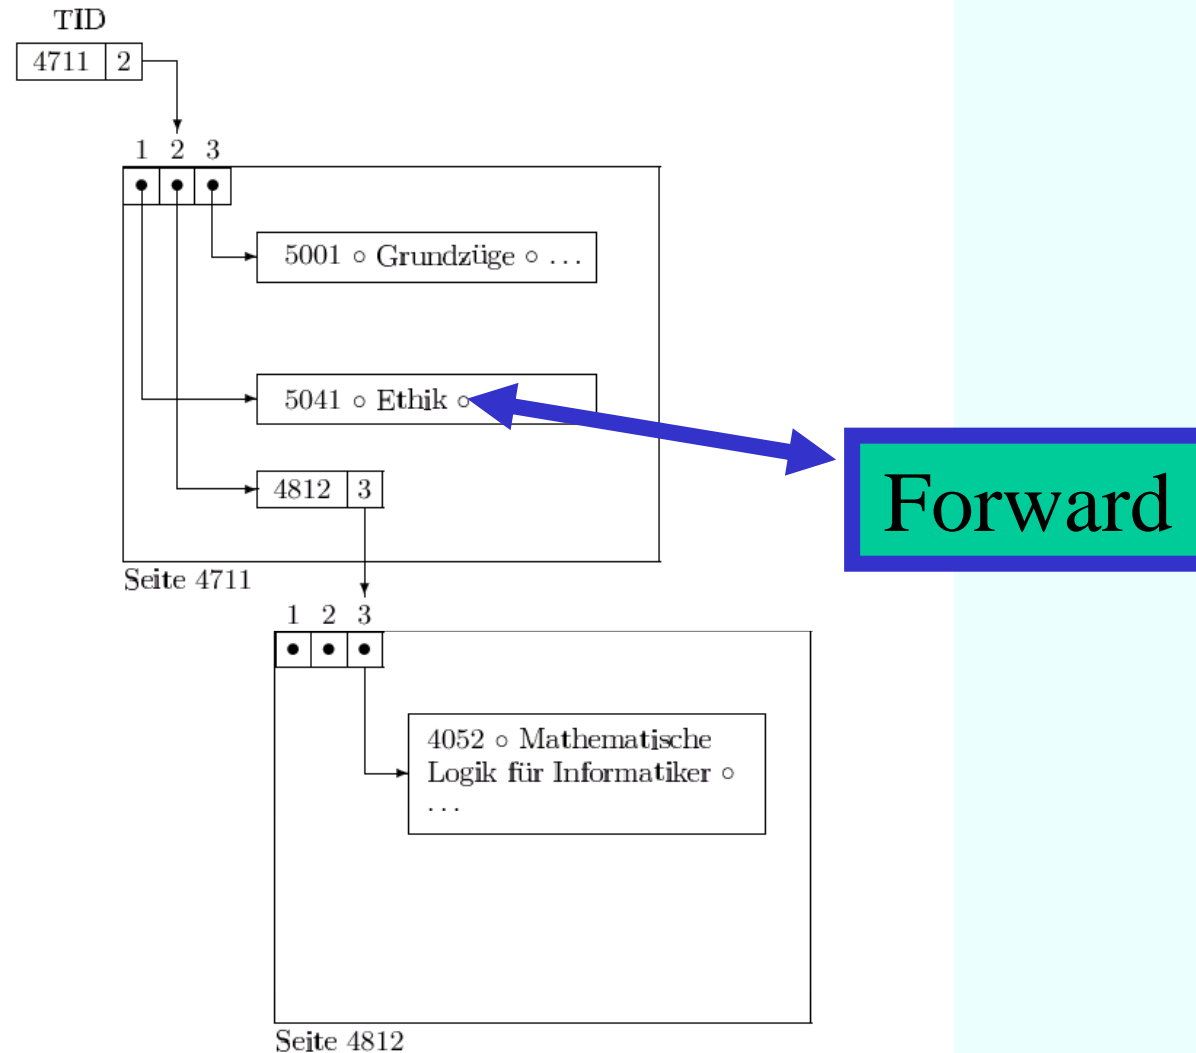 TID
4711 2
1 2 3
5001 ○ Grundzüge ○ ...
5041 ○ Ethik ○
Forward
4812 3
Seite 4711
1 2 3
4052 ○ Mathematische
Logik für Informatiker ○
...
Seite 4812